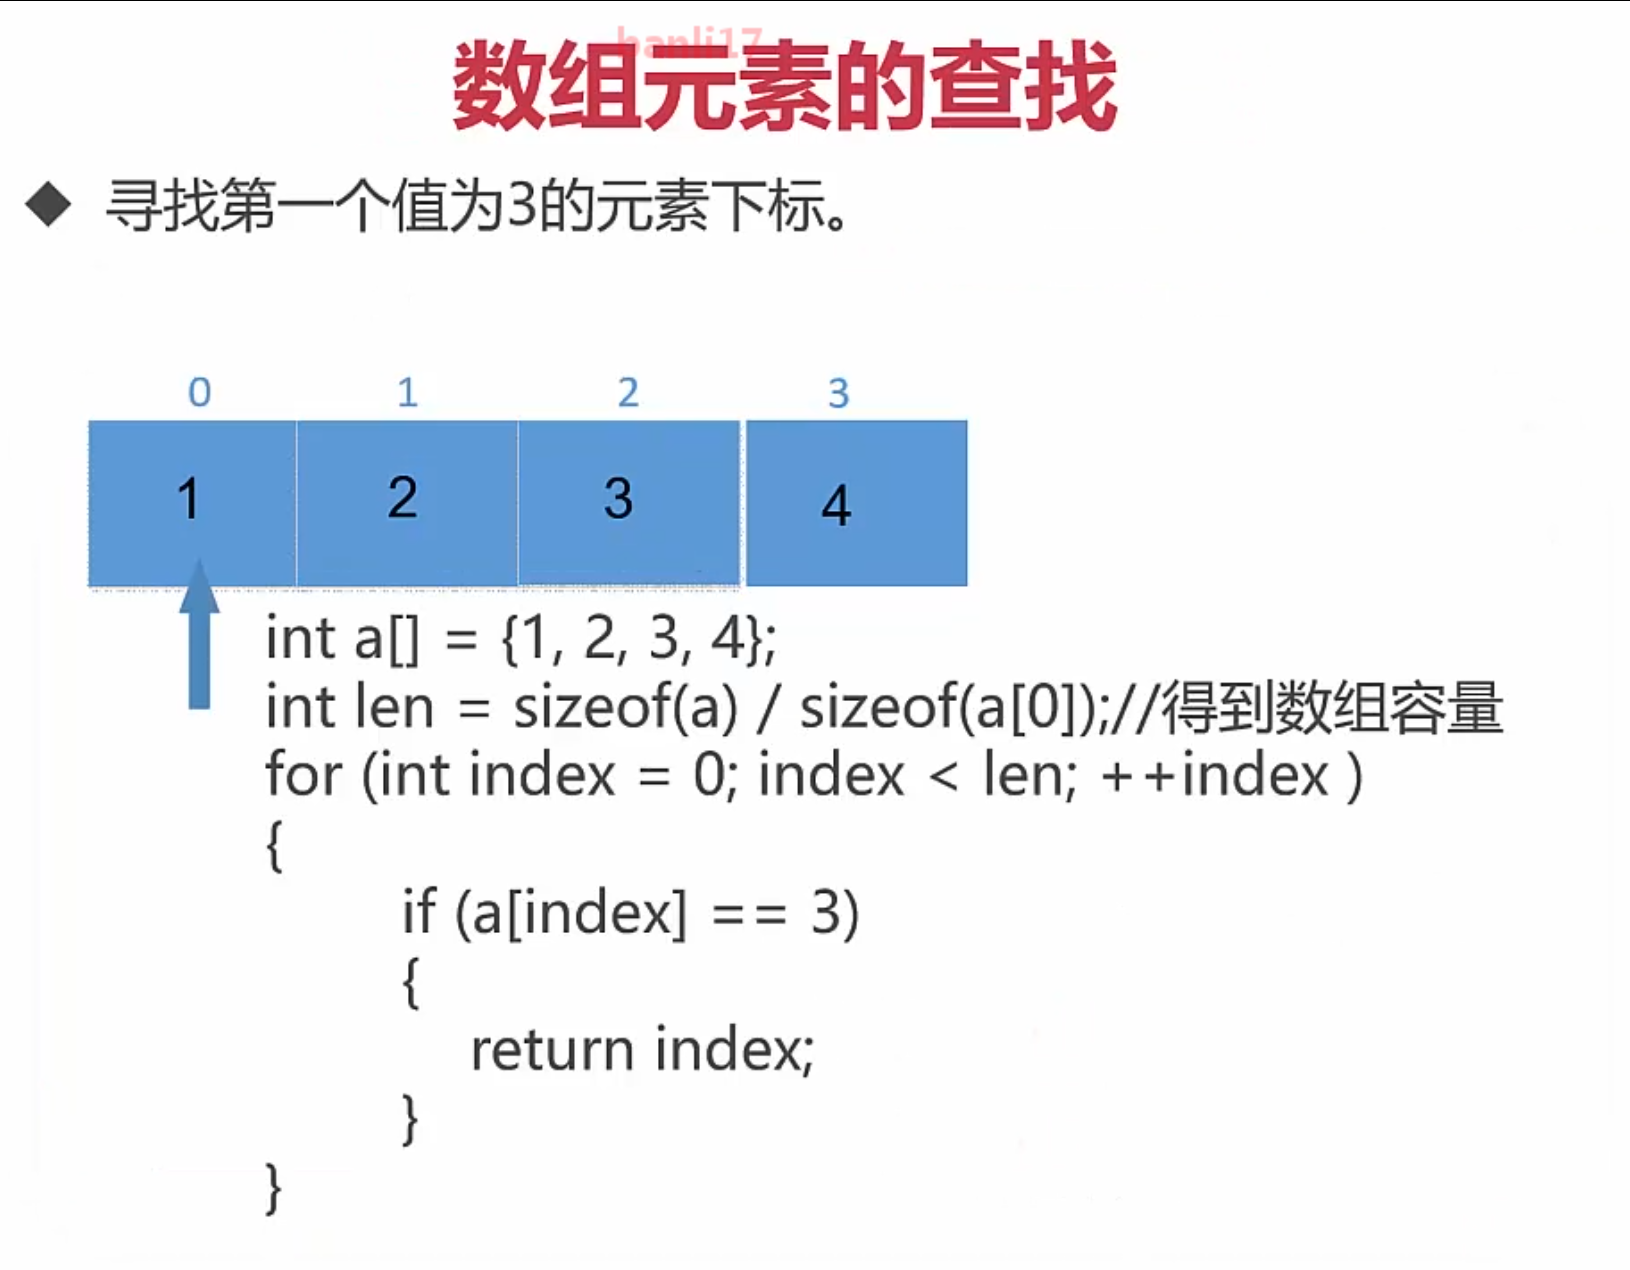 banli17
数组元素的查找
◆ 寻找第一个值为3的元素下标。
0 1 2 3
1 2 3 4
int a[] = {1, 2, 3, 4};
int len = sizeof(a) / sizeof(a[0]);//得到数组容量
for (int index = 0; index < len; ++index )
{
if (a[index] == 3)
{
return index;
}
}